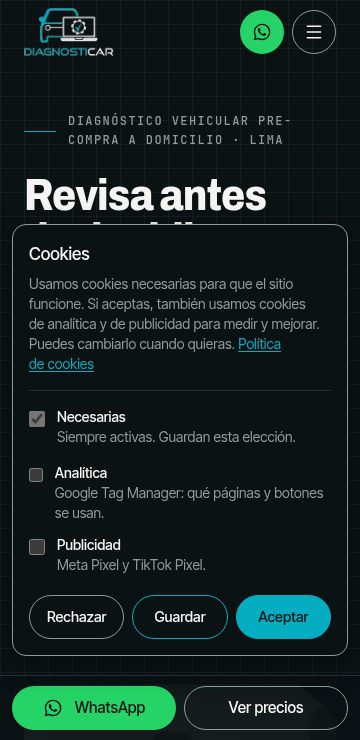 DIAGNOSTICAR
DIAGNÓSTICO VEHICULAR PRE-
COMPRA A DOMICILIO · LIMA
Revisa antes
Cookies
Usamos cookies necesarias para que el sitio
funcione. Si aceptas, también usamos cookies
de analítica y de publicidad para medir y mejorar.
Puedes cambiarlo cuando quieras. Política
de cookies
Necesarias
Siempre activas. Guardan esta elección.
Analítica
Google Tag Manager: qué páginas y botones
se usan.
Publicidad
Meta Pixel y TikTok Pixel.
Rechazar
Guardar
Aceptar
WhatsApp
Ver precios